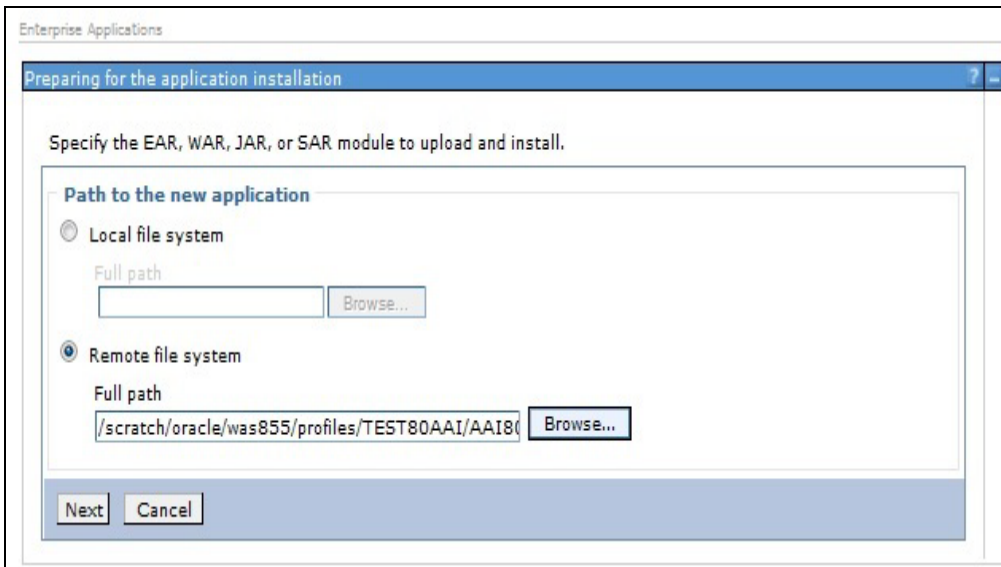 Enterprise Applications
Preparing for the application installation ? -
Specify the EAR, WAR, JAR, or SAR module to upload and install.
Path to the new application
Local file system
Full path
Browse...
Remote file system
Full path
/scratch/oracle/was855/profiles/TEST80AAI/AAI80 Browse...
Next Cancel